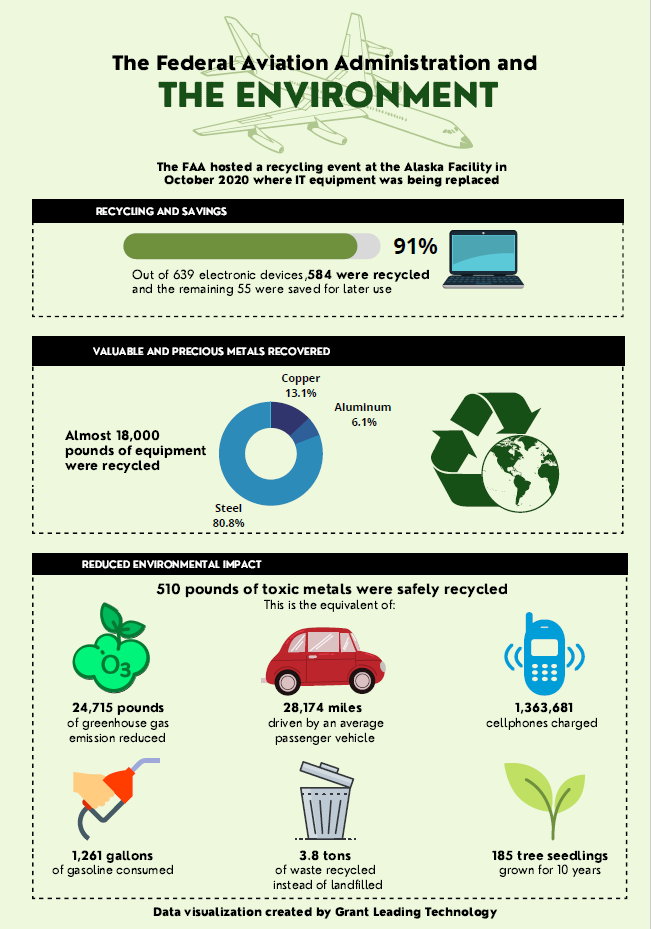 The Federal Aviation Administration and
THE ENVIRONMENT
The FAA hosted a recycling event at the Alaska Facility in
October 2020 where IT equipment was being replaced
RECYCLING AND SAVINGS
91%
Out of 639 electronic devices,584 were recycled
and the remaining 55 were saved for later use
VALUABLE AND PRECIOUS METALS RECOVERED
Almost 18,000
pounds of equipment
were recycled
Copper
13.1%
Aluminum
6.1%
Steel
80.8%
REDUCED ENVIRONMENTAL IMPACT
510 pounds of toxic metals were safely recycled
This is the equivalent of:
O3
24,715 pounds
of greenhouse gas
emission reduced
28,174 miles
driven by an average
passenger vehicle
1,363,681
cellphones charged
1,261 gallons
of gasoline consumed
3.8 tons
of waste recycled
instead of landfilled
185 tree seedlings
grown for 10 years
Data visualization created by Grant Leading Technology